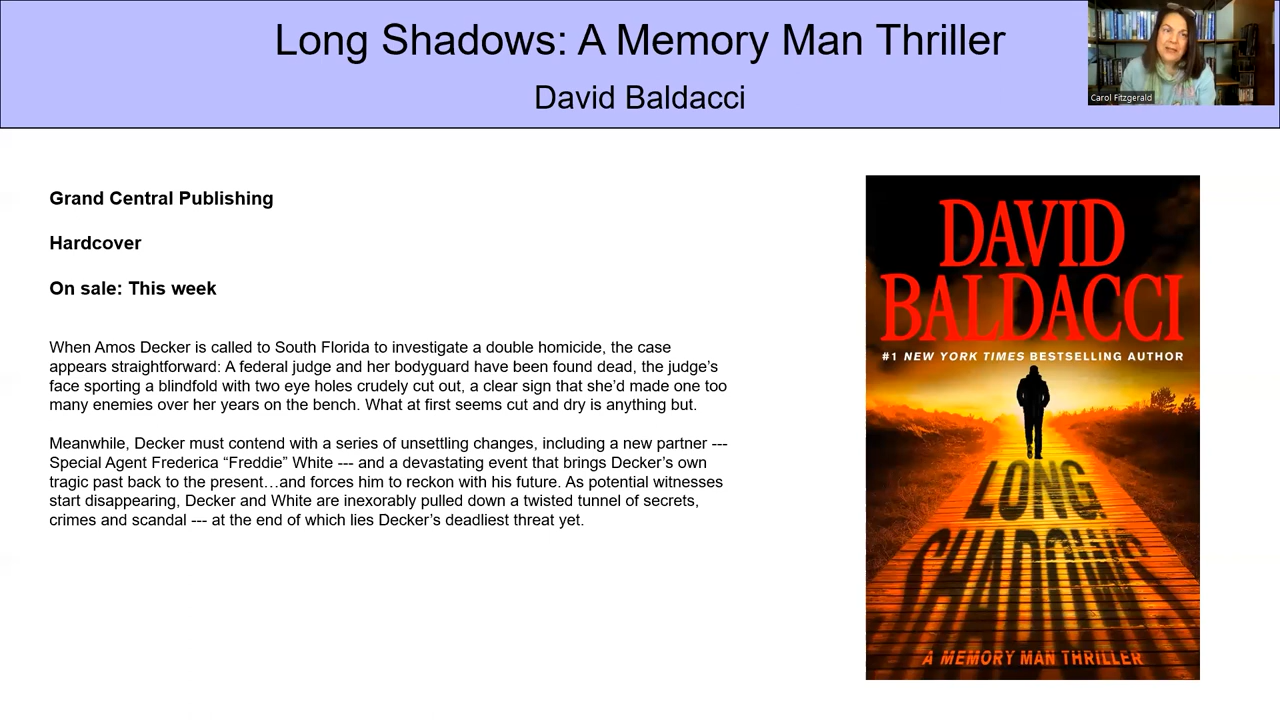 Long Shadows: A Memory Man Thriller
David Baldacci
Carol Fitzgerald
Grand Central Publishing
Hardcover
On sale: This week
When Amos Decker is called to South Florida to investigate a double homicide, the case
appears straightforward: A federal judge and her bodyguard have been found dead, the judge’s
face sporting a blindfold with two eye holes crudely cut out, a clear sign that she’d made one too
many enemies over her years on the bench. What at first seems cut and dry is anything but.
Meanwhile, Decker must contend with a series of unsettling changes, including a new partner ---
Special Agent Frederica “Freddie” White --- and a devastating event that brings Decker’s own
tragic past back to the present…and forces him to reckon with his future. As potential witnesses
start disappearing, Decker and White are inexorably pulled down a twisted tunnel of secrets,
crimes and scandal --- at the end of which lies Decker’s deadliest threat yet.
DAVID
BALDACCI
#1 NEW YORK TIMES BESTSELLING AUTHOR
LONG
SHADOWS
A MEMORY MAN THRILLER